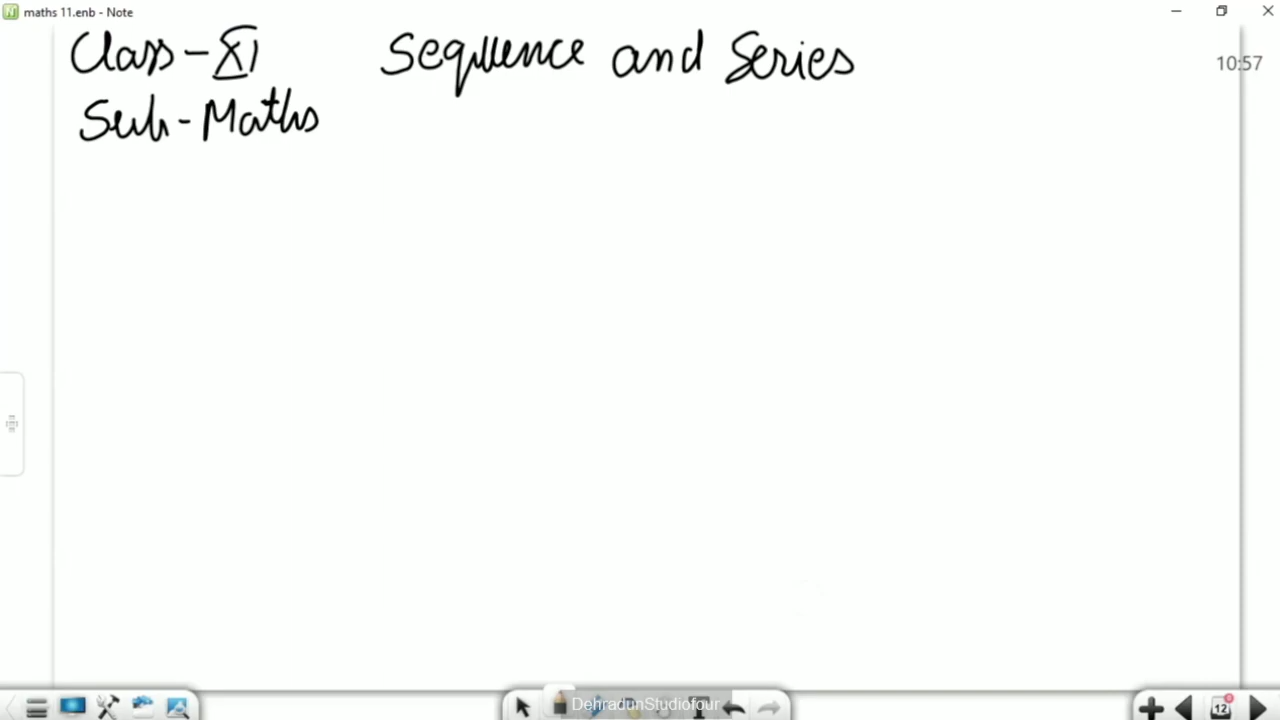 maths 11.enb - Note
Class - XI Sequence and Series
10:57
Sub - Maths
DehradunStudiofour
12